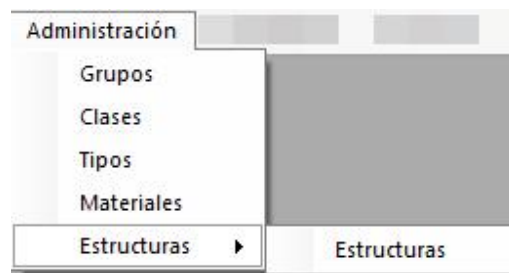 Administración
Grupos
Clases
Tipos
Materiales
Estructuras
Estructuras